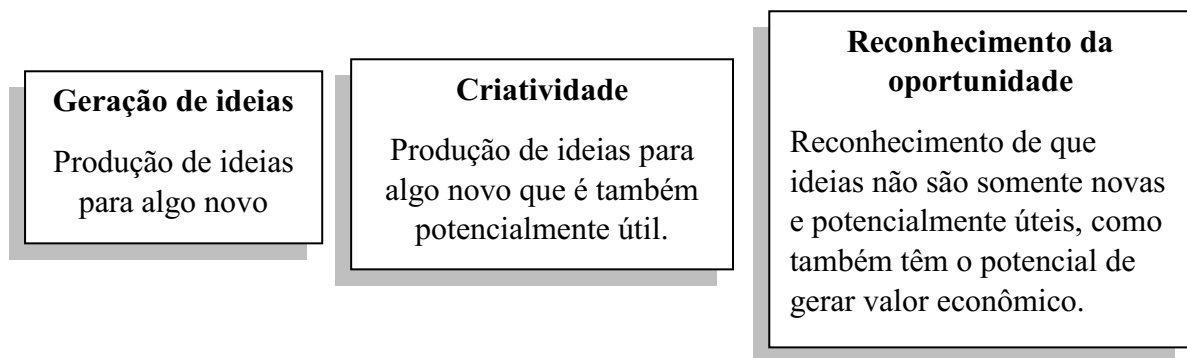 Geração de ideias
Produção de ideias
para algo novo
Criatividade
Produção de ideias para
algo novo que é também
potencialmente útil.
Reconhecimento da
oportunidade
Reconhecimento de que
ideias não são somente novas
e potencialmente úteis, como
também têm o potencial de
gerar valor econômico.